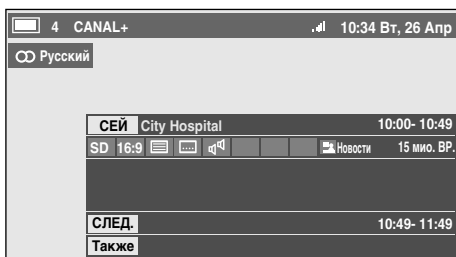 4 CANAL+ 10:34 Вт, 26 Апр
Русский
СЕЙ City Hospital 10:00- 10:49
SD 16:9 Новости 15 мио. ВР.
СЛЕД. 10:49- 11:49
Также